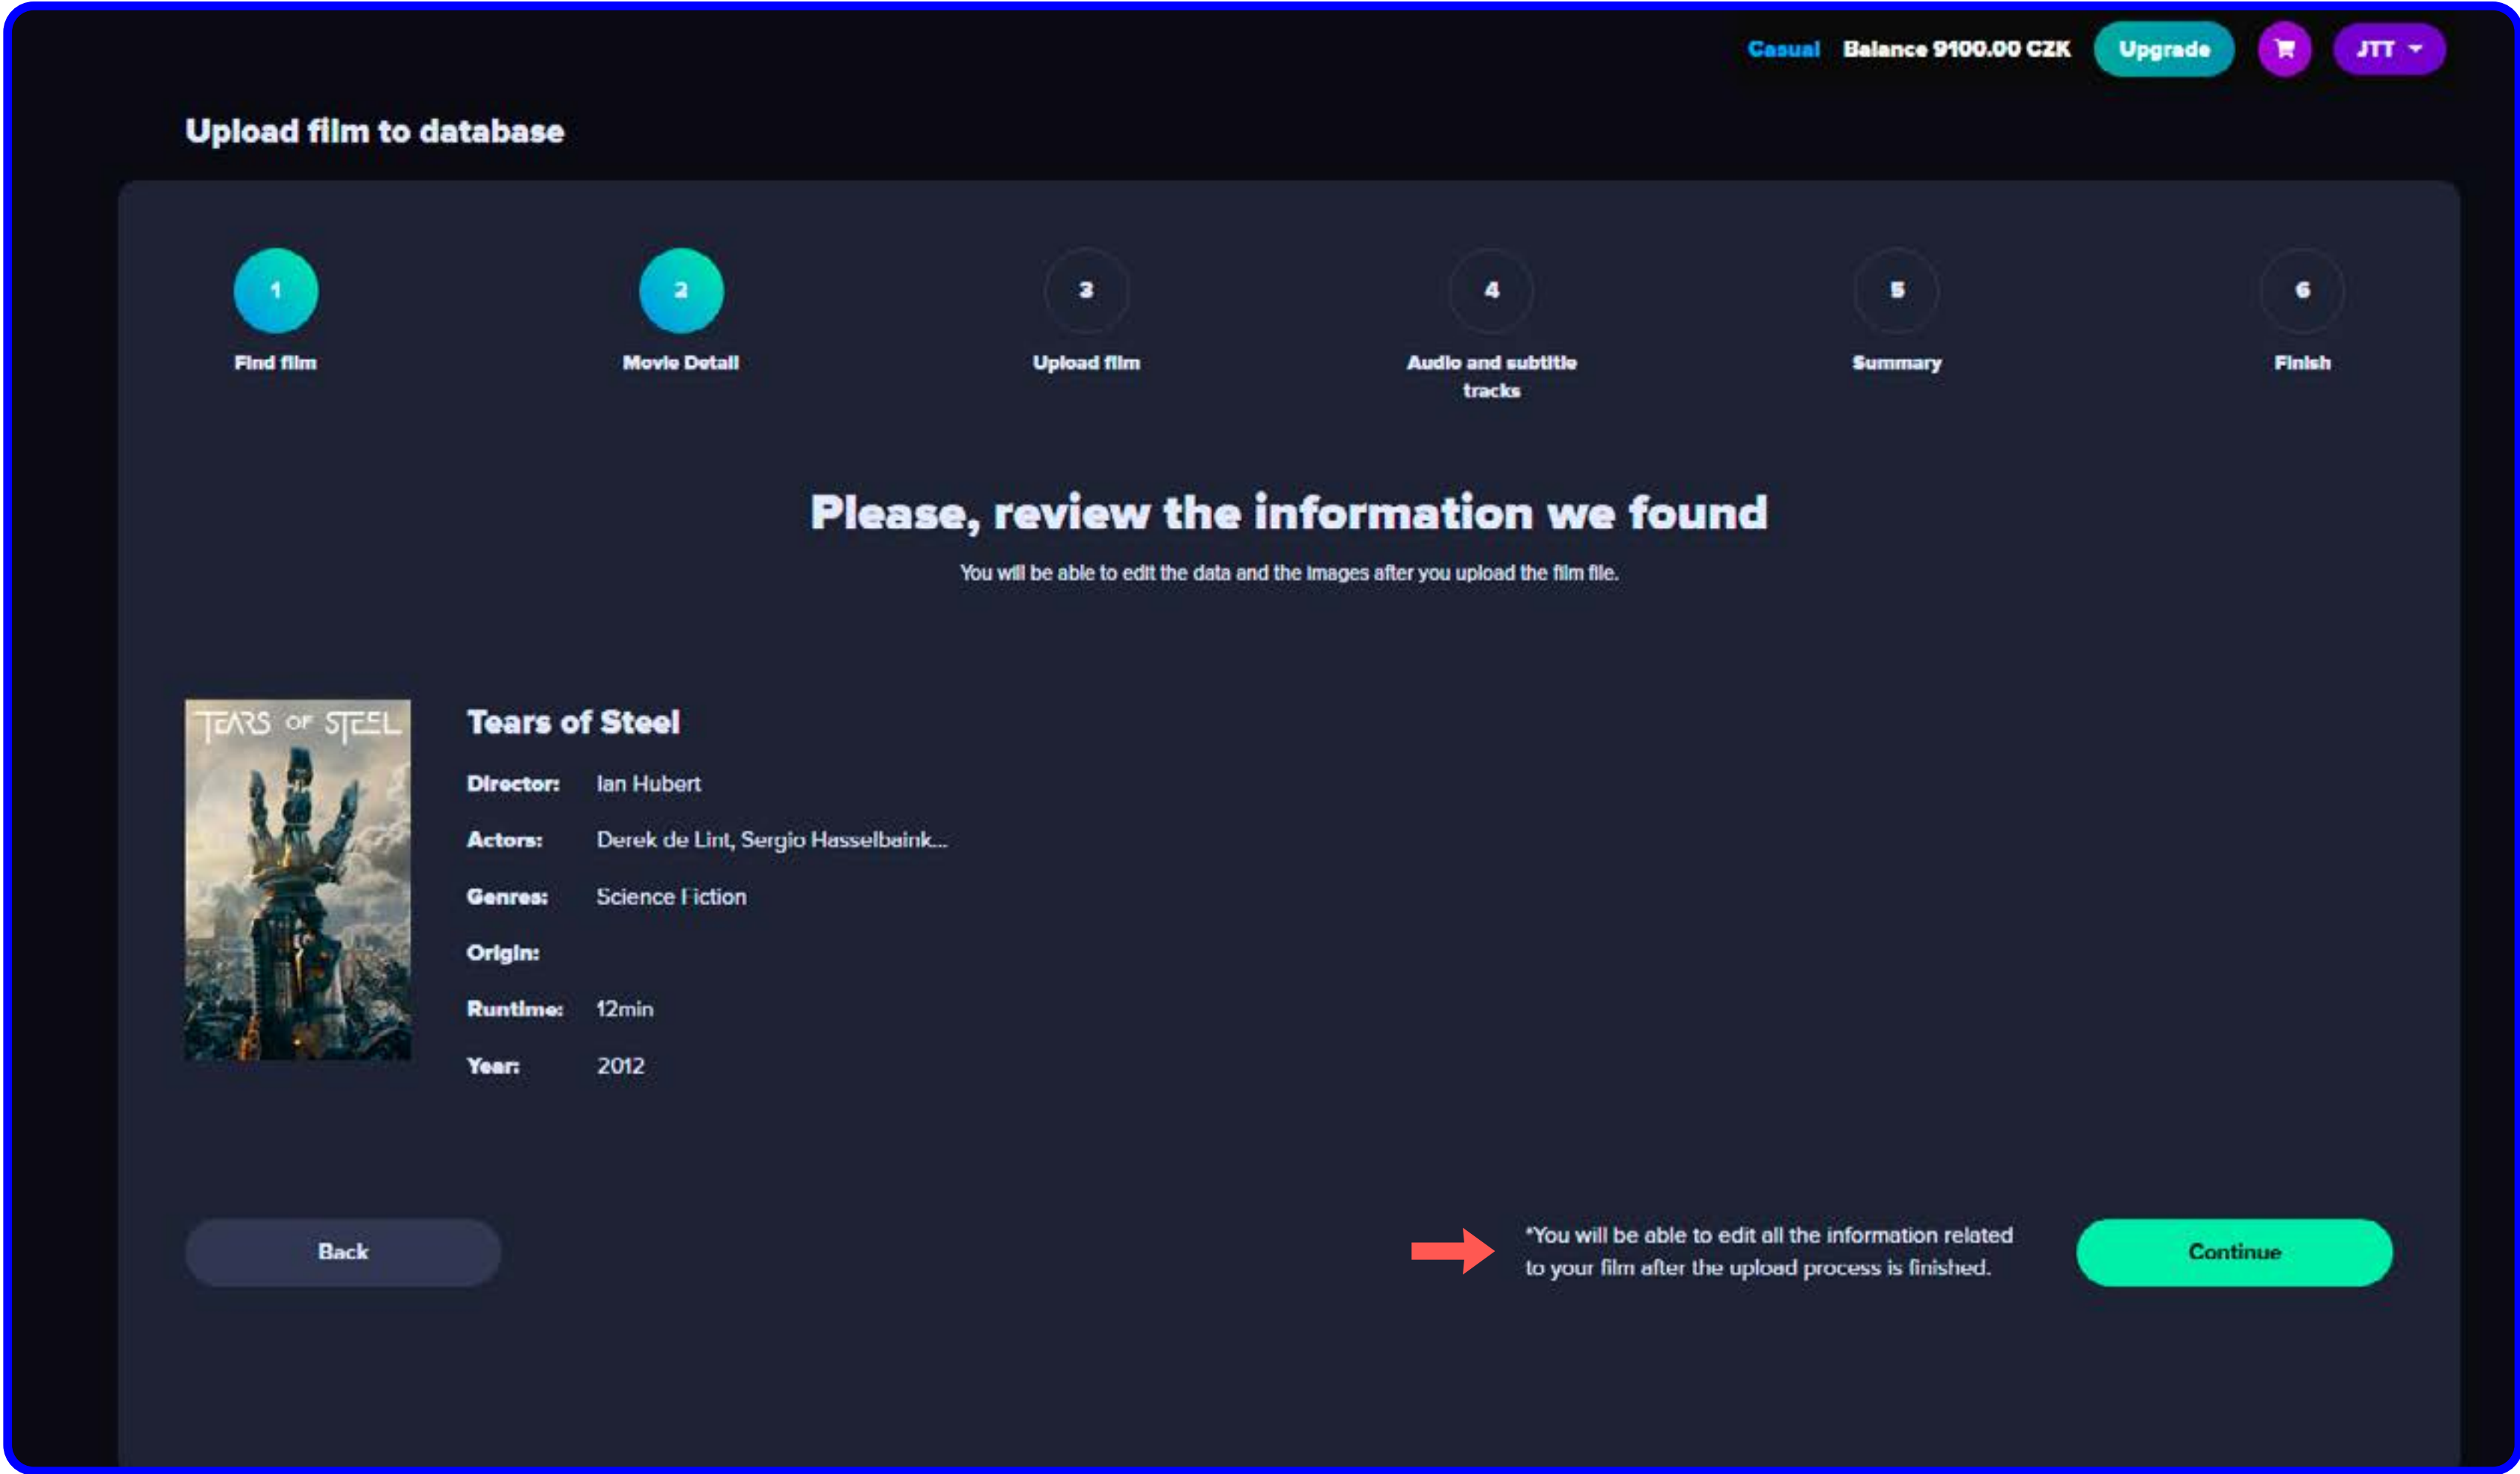 Casual Balance 9100.00 CZK Upgrade JTT
Upload film to database
1 2 3 4 5 6
Find film Movie Detail Upload film Audio and subtitle Summary Finish
tracks
Please, review the information we found
You will be able to edit the data and the images after you upload the film file.
TEARS OF STEEL
Tears of Steel
Director: Ian Hubert
Actors: Derek de Lint, Sergio Hasselbaink...
Genres: Science Fiction
Origin:
Runtime: 12min
Year: 2012
Back
*You will be able to edit all the information related
to your film after the upload process is finished.
Continue